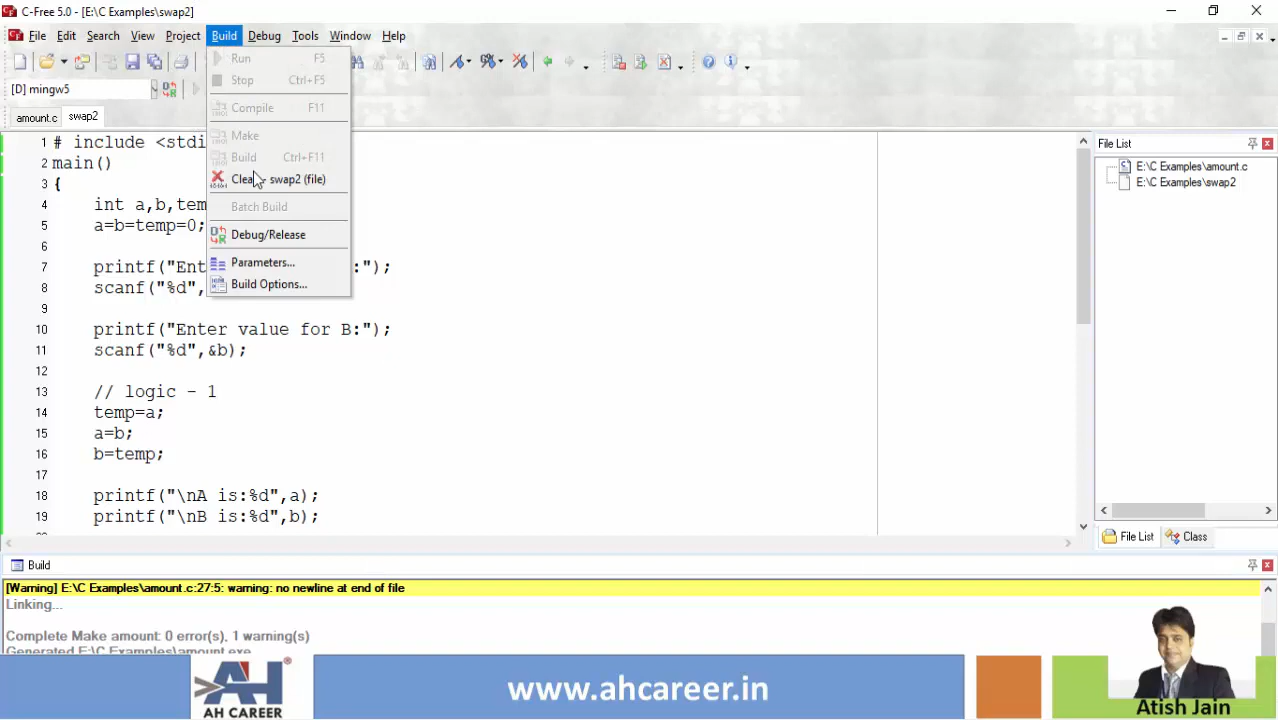 C-Free 5.0 - [E:\C Examples\swap2]
File Edit Search View Project Build Debug Tools Window Help
[D] mingw5
amount.c swap2
Run F5
Stop Ctrl+F5
Compile F11
Make
Build Ctrl+F11
Clean swap2 (file)
Batch Build
Debug/Release
Parameters...
Build Options...
1 # include <stdi
2 main()
3 {
4 int a,b,tem
5 a=b=temp=0;
6
7 printf("Ent :");
8 scanf("%d",
9
10 printf("Enter value for B:");
11 scanf("%d",&b);
12
13 // logic - 1
14 temp=a;
15 a=b;
16 b=temp;
17
18 printf("\nA is:%d",a);
19 printf("\nB is:%d",b);
File List
E:\C Examples\amount.c
E:\C Examples\swap2
File List Class
Build
[Warning] E:\C Examples\amount.c:27:5: warning: no newline at end of file
Linking...
Complete Make amount: 0 error(s), 1 warning(s)
Generated E:\C Examples\amount.exe
AH
AH CAREER
www.ahcareer.in
Atish Jain